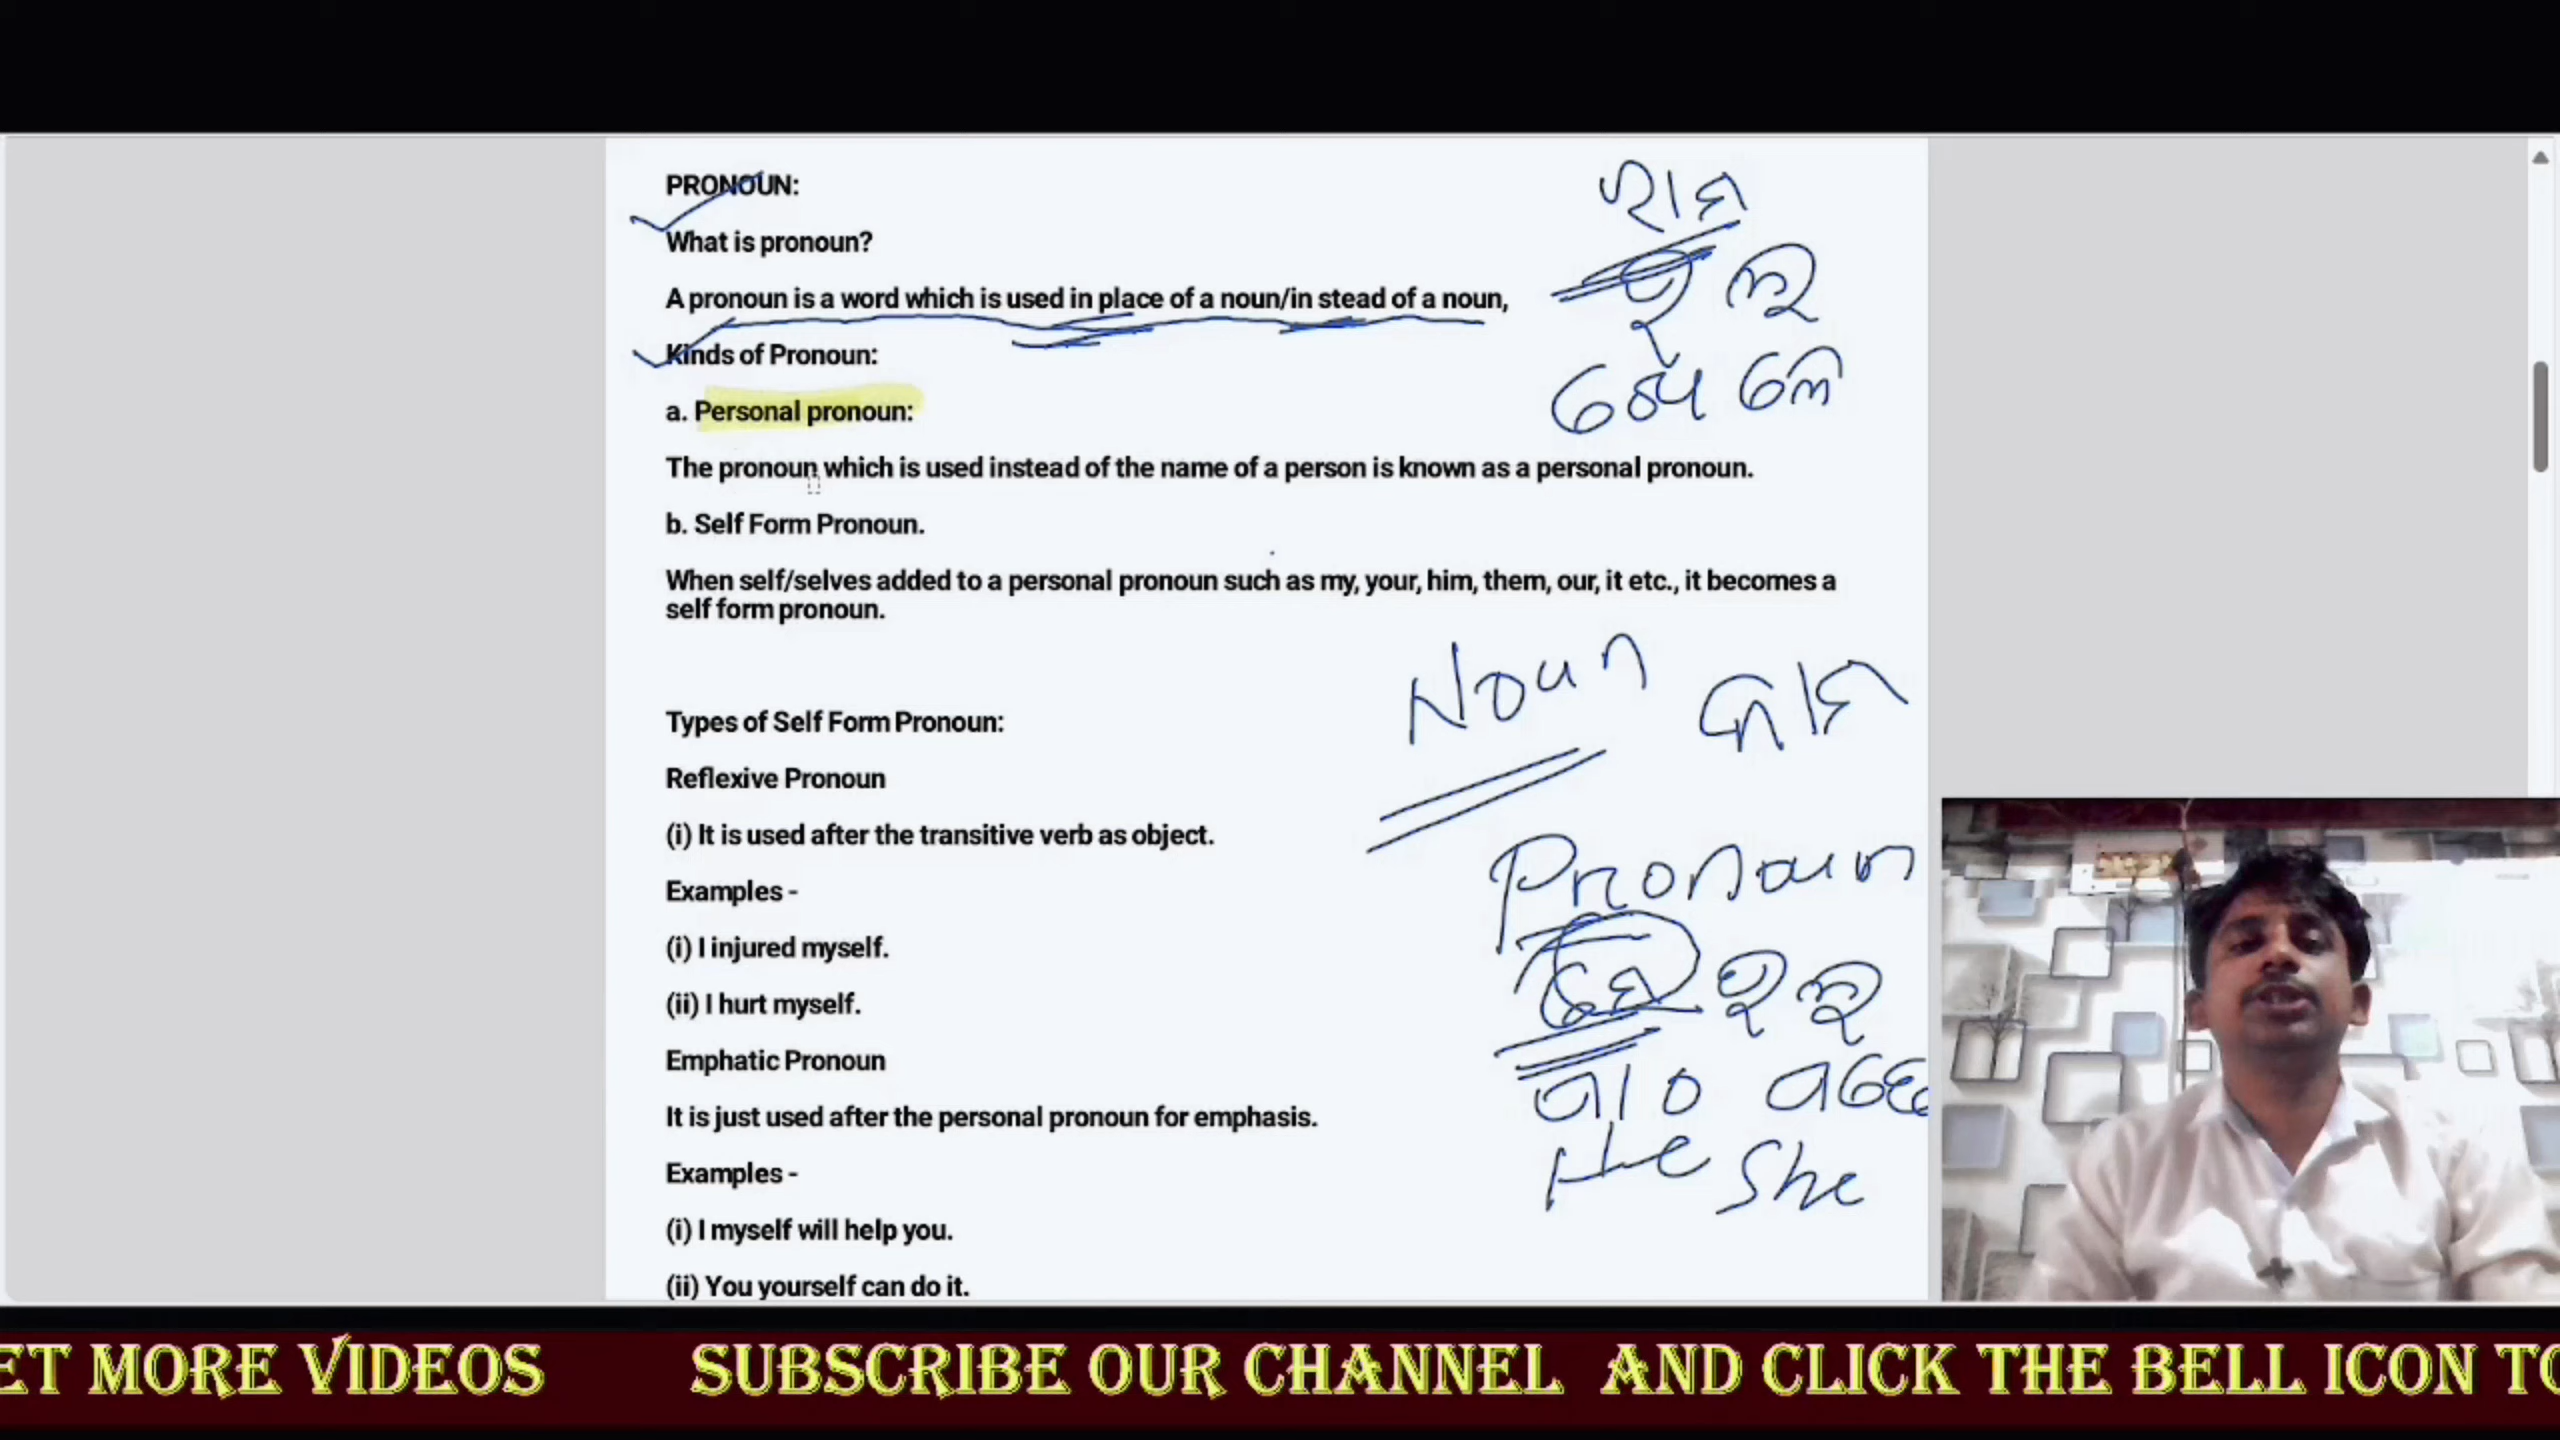 PRONOUN:
What is pronoun?
A pronoun is a word which is used in place of a noun/in stead of a noun,
Kinds of Pronoun:
a. Personal pronoun:
The pronoun which is used instead of the name of a person is known as a personal pronoun.
b. Self Form Pronoun.
When self/selves added to a personal pronoun such as my, your, him, them, our, it etc., it becomes a
self form pronoun.
Types of Self Form Pronoun:
Reflexive Pronoun
(i) It is used after the transitive verb as object.
Examples -
(i) I injured myself.
(ii) I hurt myself.
Emphatic Pronoun
It is just used after the personal pronoun for emphasis.
Examples -
(i) I myself will help you.
(ii) You yourself can do it.
ରାମ
Noun ନାମ
Pronoun
ସ୍କୁଲ
He She
ET MORE VIDEOS SUBSCRIBE OUR CHANNEL AND CLICK THE BELL ICON TO